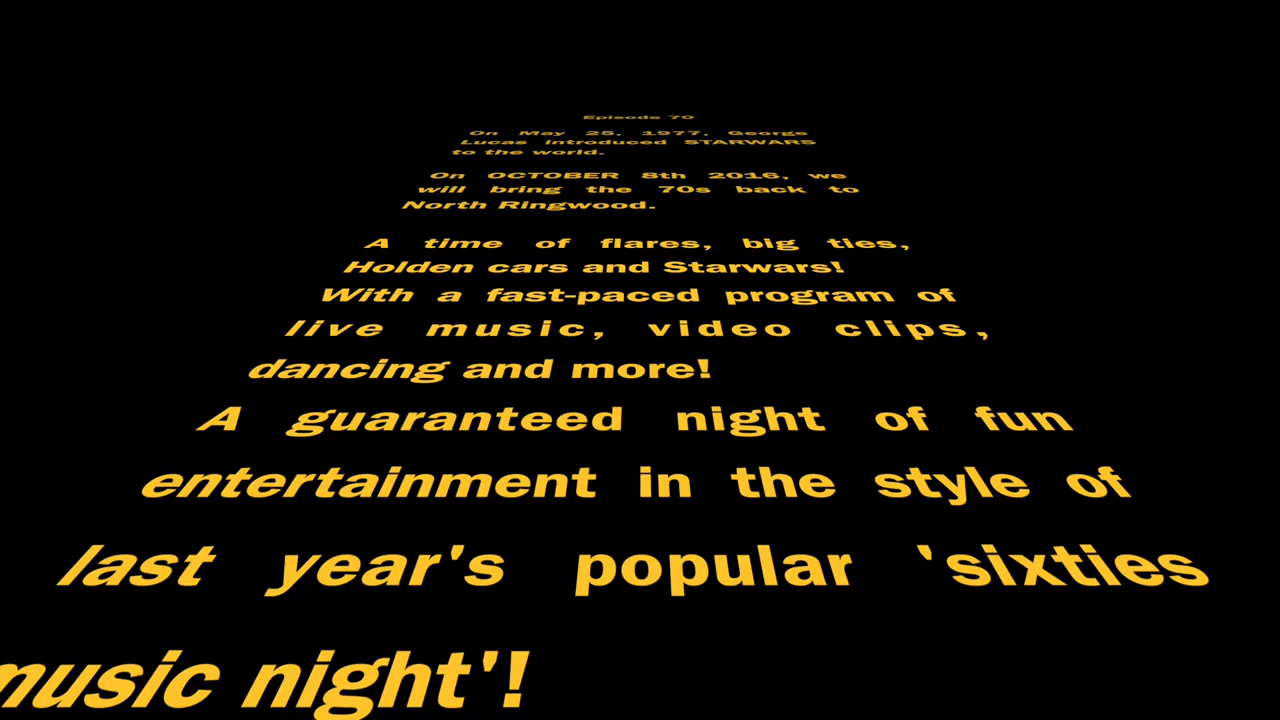 Episode 70
On May 25, 1977, George
Lucas introduced STARWARS
to the world.
On OCTOBER 8th 2016, we
will bring the 70s back to
North Ringwood.
A time of flares, big ties,
Holden cars and Starwars!
With a fast-paced program of
live music, video clips,
dancing and more!
A guaranteed night of fun
entertainment in the style of
last year's popular 'sixties
music night'!